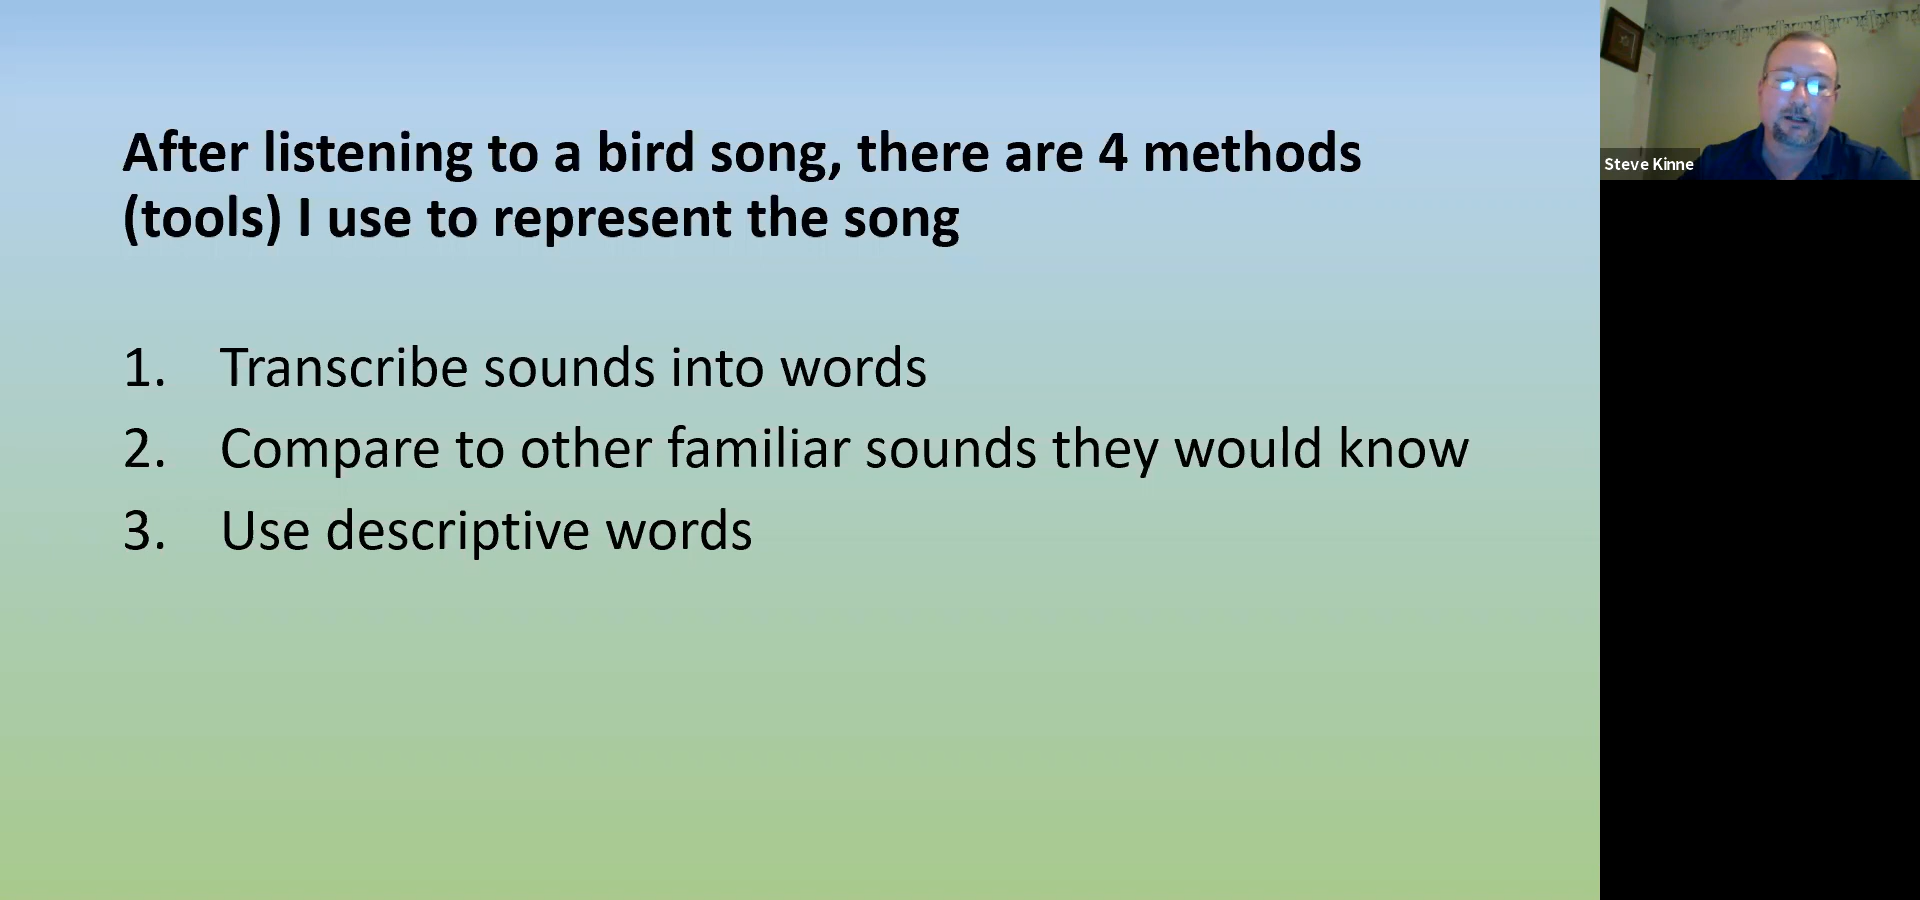 After listening to a bird song, there are 4 methods
(tools) I use to represent the song
1. Transcribe sounds into words
2. Compare to other familiar sounds they would know
3. Use descriptive words
Steve Kinne